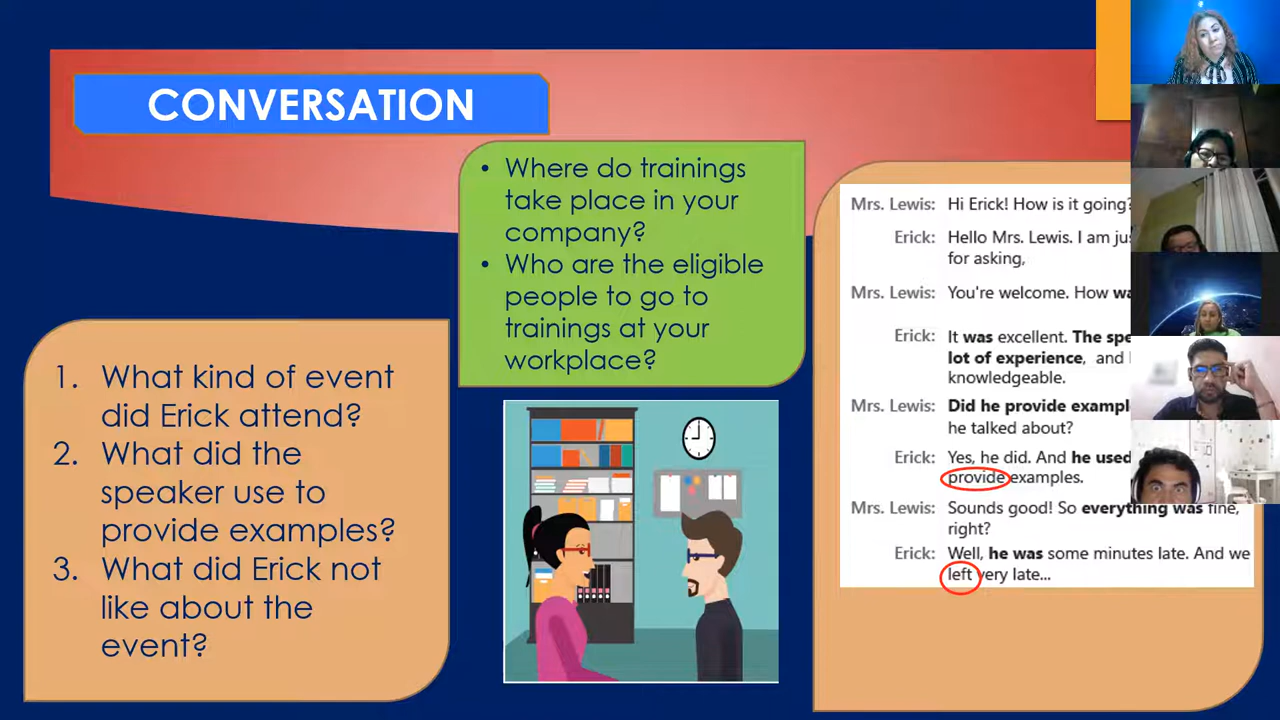 CONVERSATION
• Where do trainings
take place in your
company?
• Who are the eligible
people to go to
trainings at your
workplace?
1. What kind of event
did Erick attend?
2. What did the
speaker use to
provide examples?
3. What did Erick not
like about the
event?
Mrs. Lewis: Hi Erick! How is it going?
Erick: Hello Mrs. Lewis. I am
for asking,
Mrs. Lewis: You're welcome. How
Erick: It was excellent. The
lot of experience, and
knowledgeable.
Mrs. Lewis: Did he provide
he talked about?
Erick: Yes, he did. And he used
provide examples.
Mrs. Lewis: Sounds good! So everything was fine,
right?
Erick: Well, he was some minutes late. And we
left very late...